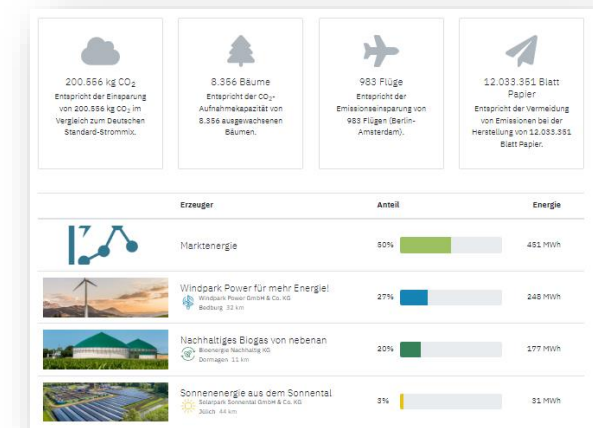 200.556 kg CO₂
Entspricht der Einsparung
von 200.556 kg CO₂ im
Vergleich zum Deutschen
Standard-Strommix.
8.356 Bäume
Entspricht der CO₂-
Aufnahmekapazität von
8.356 ausgewachsenen
Bäumen.
983 Flüge
Entspricht der
Emissionseinsparung von
983 Flügen (Berlin-
Amsterdam).
12.033.351 Blatt
Papier
Entspricht der Vermeidung
von Emissionen bei der
Herstellung von 12.033.351
Blatt Papier.
Erzeuger Anteil Energie
Marktenergie 50% 451 MWh
Windpark Power für mehr Energie!
Windpark Power GmbH & Co. KG
Bedburg 32 km
27% 248 MWh
Nachhaltiges Biogas von nebenan
Bioenergie Nachhaltig KG
Dormagen 11 km
20% 177 MWh
Sonnenenergie aus dem Sonnental
Solarpark Sonnental GmbH & Co. KG
Jülich 44 km
3% 31 MWh